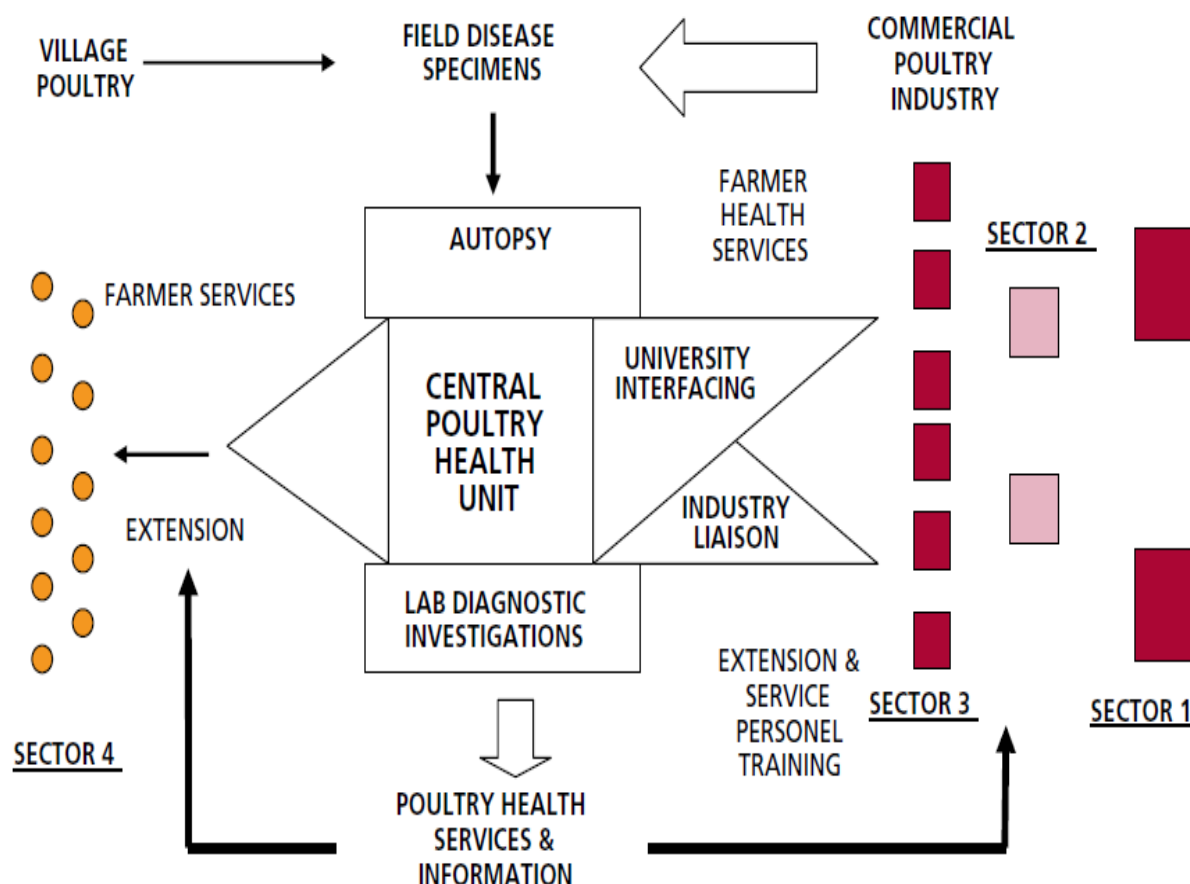 VILLAGE
POULTRY
FIELD DISEASE
SPECIMENS
COMMERCIAL
POULTRY
INDUSTRY
FARMER
HEALTH
SERVICES
AUTOPSY
SECTOR 2
FARMER SERVICES
UNIVERSITY
INTERFACING
CENTRAL
POULTRY
HEALTH
UNIT
INDUSTRY
LIAISON
EXTENSION
LAB DIAGNOSTIC
INVESTIGATIONS
EXTENSION &
SERVICE
PERSONEL
TRAINING
SECTOR 3
SECTOR 1
SECTOR 4
POULTRY HEALTH
SERVICES &
INFORMATION